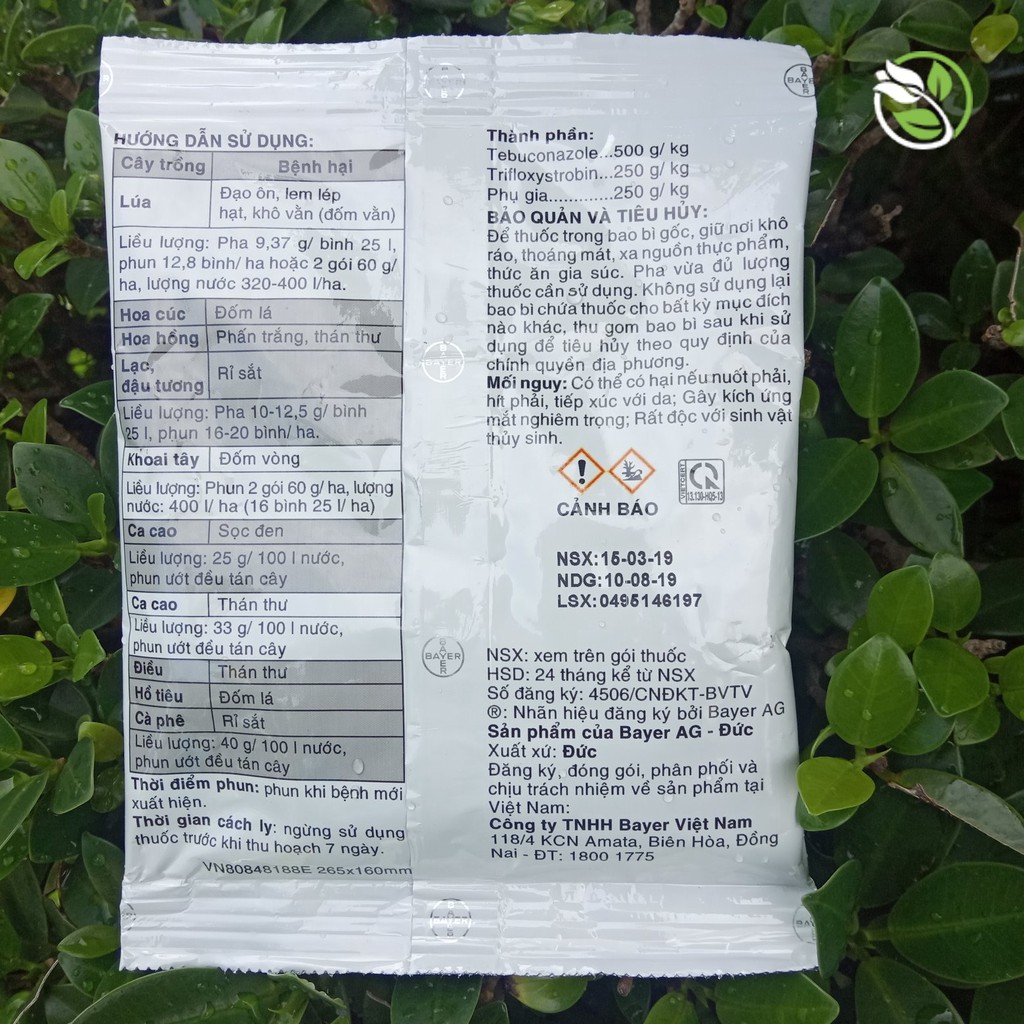 HƯỚNG DẪN SỬ DỤNG:
Cây trồng Bệnh hại
Lúa Đạo ôn, lem lép
hạt, khô vằn (đốm vằn)
Liều lượng: Pha 9,37 g/ bình 25 l,
phun 12,8 bình/ ha hoặc 2 gói 60 g/
ha, lượng nước 320-400 l/ha.
Hoa cúc Đốm lá
Hoa hồng Phấn trắng, thán thư
Lạc,
đậu tương Rỉ sắt
Liều lượng: Pha 10-12,5 g/ bình
25 l, phun 16-20 bình/ ha.
Khoai tây Đốm vòng
Liều lượng: Phun 2 gói 60 g/ ha, lượng
nước: 400 l/ ha (16 bình 25 l/ ha)
Ca cao Sọc đen
Liều lượng: 25 g/ 100 l nước,
phun ướt đều tán cây
Ca cao Thán thư
Liều lượng: 33 g/ 100 l nước,
phun ướt đều tán cây
Điều Thán thư
Hồ tiêu Đốm lá
Cà phê Rỉ sắt
Liều lượng: 40 g/ 100 l nước,
phun ướt đều tán cây
Thời điểm phun: phun khi bệnh mới
xuất hiện.
Thời gian cách ly: ngừng sử dụng
thuốc trước khi thu hoạch 7 ngày.
VN80848188E 265x160mm
Thành phần:
Tebuconazole...500 g/ kg
Trifloxystrobin...250 g/ kg
Phụ gia.............250 g/ kg
BẢO QUẢN VÀ TIÊU HỦY:
Để thuốc trong bao bì gốc, giữ nơi khô
ráo, thoáng mát, xa nguồn thực phẩm,
thức ăn gia súc. Pha vừa đủ lượng
thuốc cần sử dụng. Không sử dụng lại
bao bì chứa thuốc cho bất kỳ mục đích
nào khác, thu gom bao bì sau khi sử
dụng để tiêu hủy theo quy định của
chính quyền địa phương.
Mối nguy: Có thể có hại nếu nuốt phải,
hít phải, tiếp xúc với da; Gây kích ứng
mắt nghiêm trọng; Rất độc với sinh vật
thủy sinh.
VIETCERT
13.130-HQ5-13
CẢNH BÁO
NSX:15-03-19
NDG:10-08-19
LSX:0495146197
BAYER
NSX: xem trên gói thuốc
HSD: 24 tháng kể từ NSX
Số đăng ký: 4506/CNĐKT-BVTV
®: Nhãn hiệu đăng ký bởi Bayer AG
Sản phẩm của Bayer AG - Đức
Xuất xứ: Đức
Đăng ký, đóng gói, phân phối và
chịu trách nhiệm về sản phẩm tại
Việt Nam:
Công ty TNHH Bayer Việt Nam
118/4 KCN Amata, Biên Hòa, Đồng
Nai - ĐT: 1800 1775